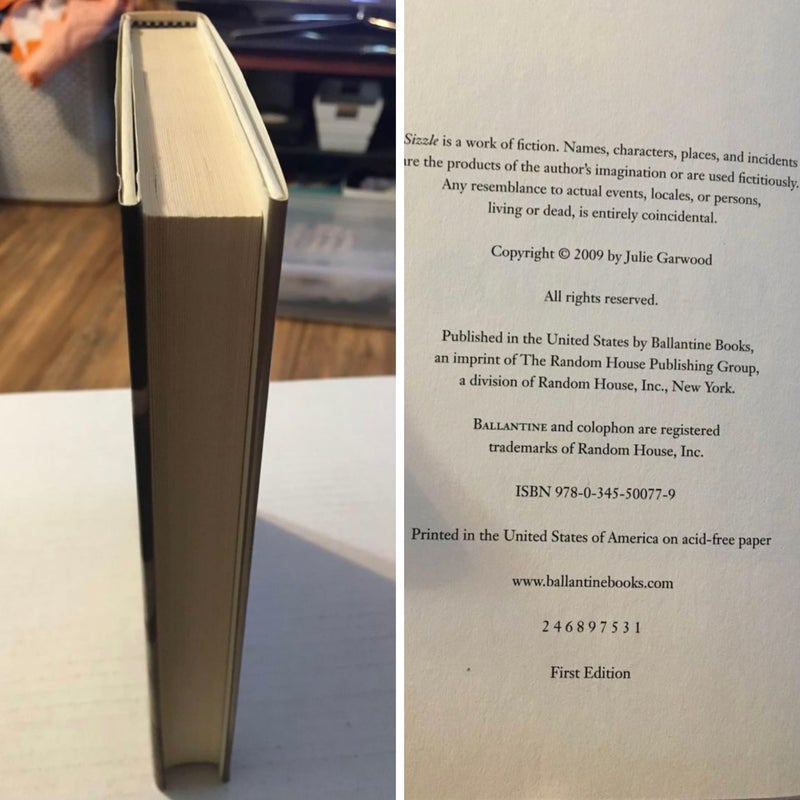 Sizzle is a work of fiction. Names, characters, places, and incidents
are the products of the author's imagination or are used fictitiously.
Any resemblance to actual events, locales, or persons,
living or dead, is entirely coincidental.
Copyright © 2009 by Julie Garwood
All rights reserved.
Published in the United States by Ballantine Books,
an imprint of The Random House Publishing Group,
a division of Random House, Inc., New York.
BALLANTINE and colophon are registered
trademarks of Random House, Inc.
ISBN 978-0-345-50077-9
Printed in the United States of America on acid-free paper
www.ballantinebooks.com
2 4 6 8 9 7 5 3 1
First Edition